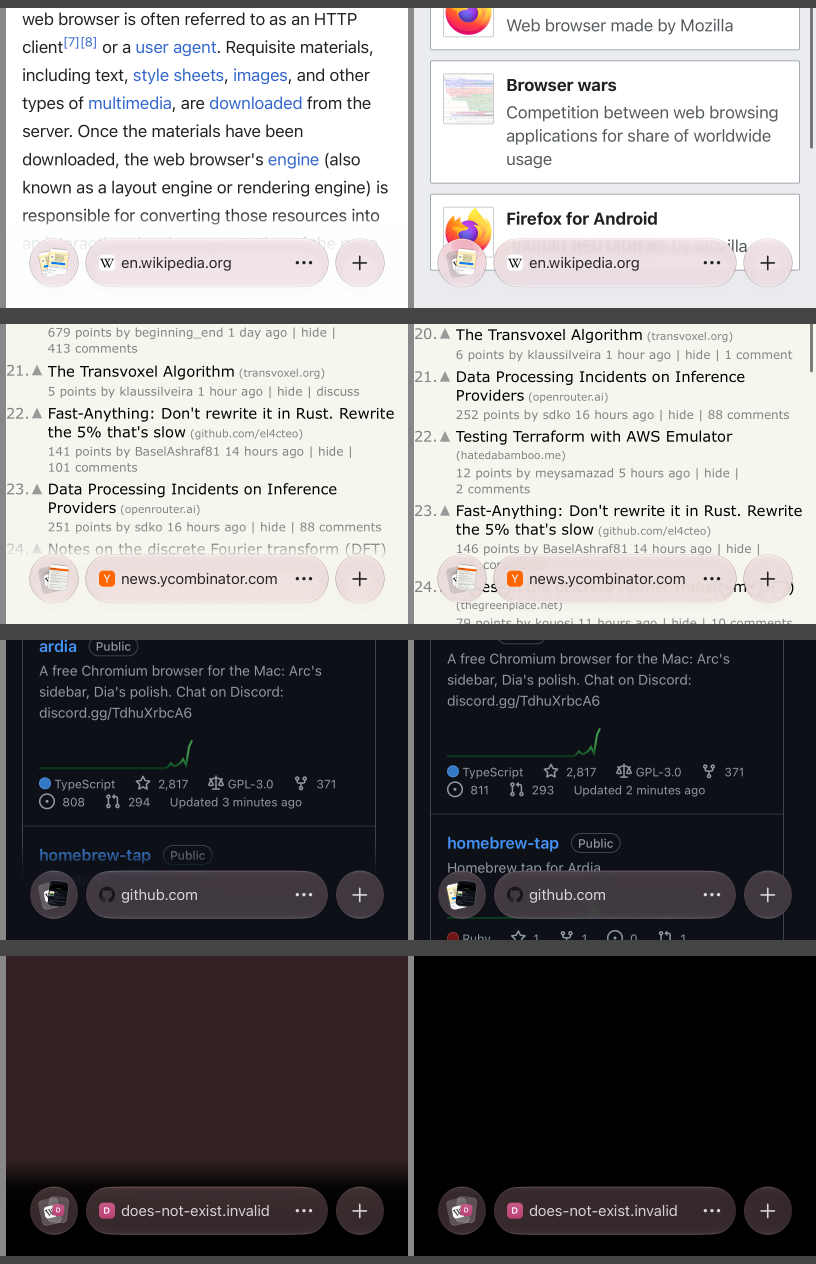 web browser is often referred to as an HTTP
client[7][8] or a user agent. Requisite materials,
including text, style sheets, images, and other
types of multimedia, are downloaded from the
server. Once the materials have been
downloaded, the web browser's engine (also
known as a layout engine or rendering engine) is
responsible for converting those resources into
en.wikipedia.org
Web browser made by Mozilla
Browser wars
Competition between web browsing
applications for share of worldwide
usage
Firefox for Android
en.wikipedia.org
679 points by beginning_end 1 day ago | hide |
413 comments
21. The Transvoxel Algorithm (transvoxel.org)
5 points by klaussilveira 1 hour ago | hide | discuss
22. Fast-Anything: Don't rewrite it in Rust. Rewrite
the 5% that's slow (github.com/el4cteo)
141 points by BaselAshraf81 14 hours ago | hide |
101 comments
23. Data Processing Incidents on Inference
Providers (openrouter.ai)
251 points by sdko 16 hours ago | hide | 88 comments
24. Notes on the discrete Fourier transform (DFT)
Y news.ycombinator.com
20. The Transvoxel Algorithm (transvoxel.org)
6 points by klaussilveira 1 hour ago | hide | 1 comment
21. Data Processing Incidents on Inference
Providers (openrouter.ai)
252 points by sdko 16 hours ago | hide | 88 comments
22. Testing Terraform with AWS Emulator
(hatedabamboo.me)
12 points by meysamazad 5 hours ago | hide |
2 comments
23. Fast-Anything: Don't rewrite it in Rust. Rewrite
the 5% that's slow (github.com/el4cteo)
146 points by BaselAshraf81 14 hours ago | hide |
24.
Y news.ycombinator.com
(thegreenplace.net)
79 points by kouosi 11 hours ago | hide | 10 comments
ardia Public
A free Chromium browser for the Mac: Arc's
sidebar, Dia's polish. Chat on Discord:
discord.gg/TdhuXrbcA6
TypeScript 2,817 GPL-3.0 371
808 294 Updated 3 minutes ago
homebrew-tap Public
github.com
A free Chromium browser for the Mac: Arc's
sidebar, Dia's polish. Chat on Discord:
discord.gg/TdhuXrbcA6
TypeScript 2,817 GPL-3.0 371
811 293 Updated 2 minutes ago
homebrew-tap Public
Homebrew tap for Ardia
github.com
Ruby 1 1 0 1
D does-not-exist.invalid
D does-not-exist.invalid